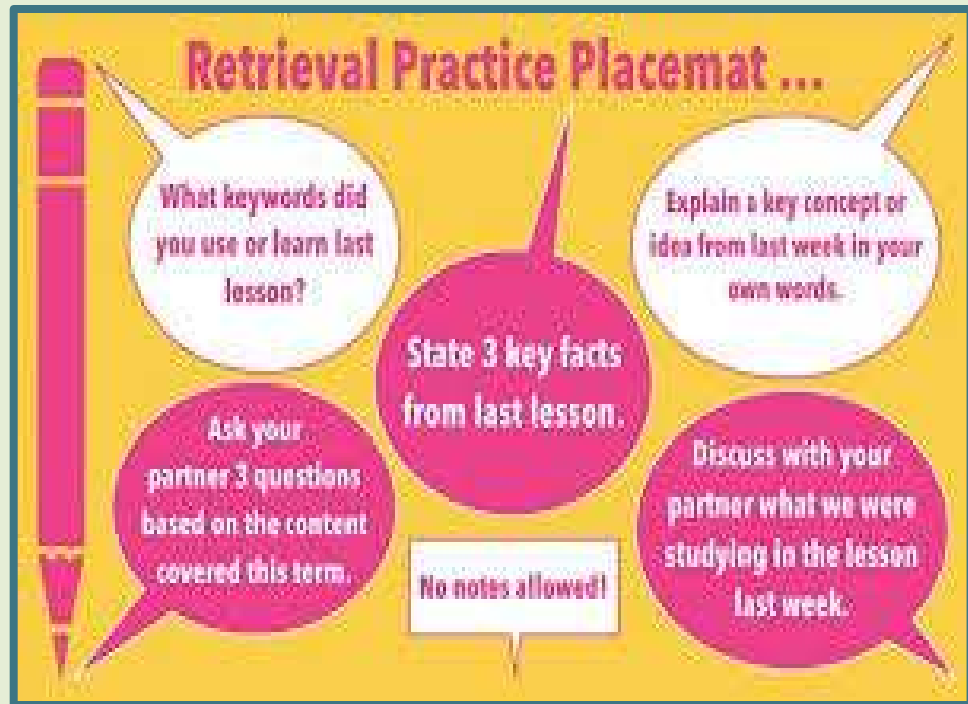 Retrieval Practice Placemat ...
What keywords did
you use or learn last
lesson?
Explain a key concept or
idea from last week in your
own words.
State 3 key facts
from last lesson.
Ask your
partner 3 questions
based on the content
covered this term.
No notes allowed!
Discuss with your
partner what we were
studying in the lesson
last week.